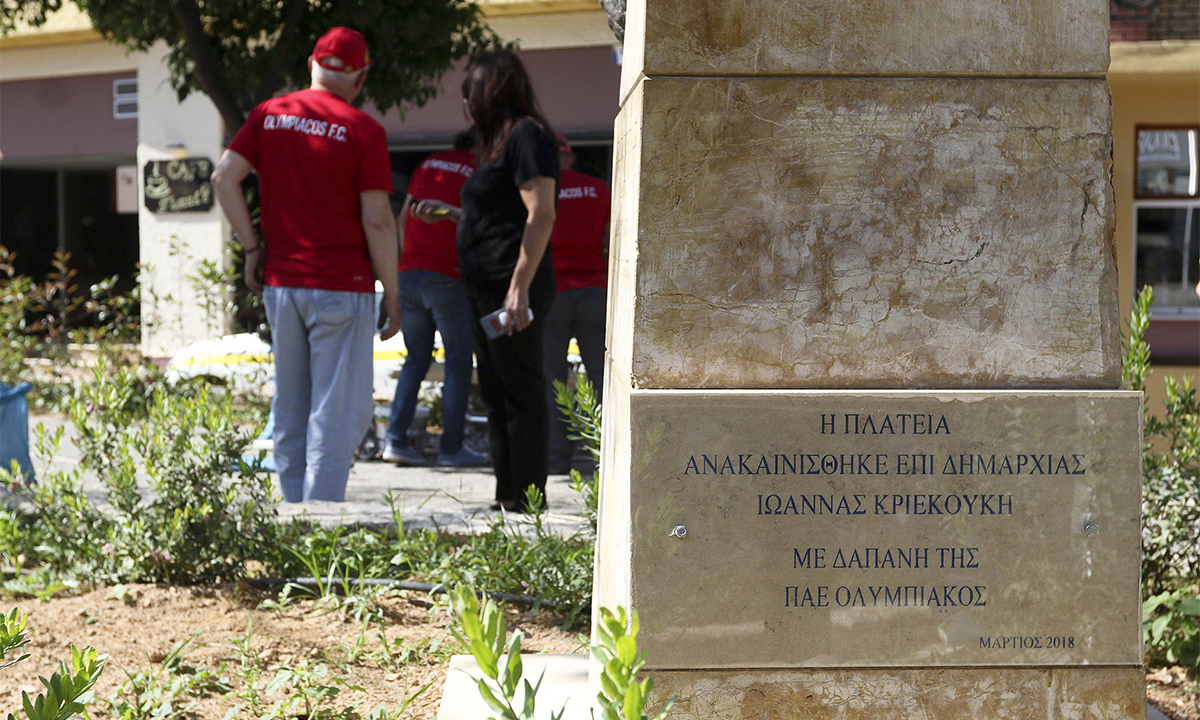 OLYMPIACOS F.C.
Η ΠΛΑΤΕΙΑ
ΑΝΑΚΑΙΝΙΣΘΗΚΕ ΕΠΙ ΔΗΜΑΡΧΙΑΣ
ΙΩΑΝΝΑΣ ΚΡΙΕΚΟΥΚΗ
ΜΕ ΔΑΠΑΝΗ ΤΗΣ
ΠΑΕ ΟΛΥΜΠΙΑΚΟΣ
ΜΑΡΤΙΟΣ 2018